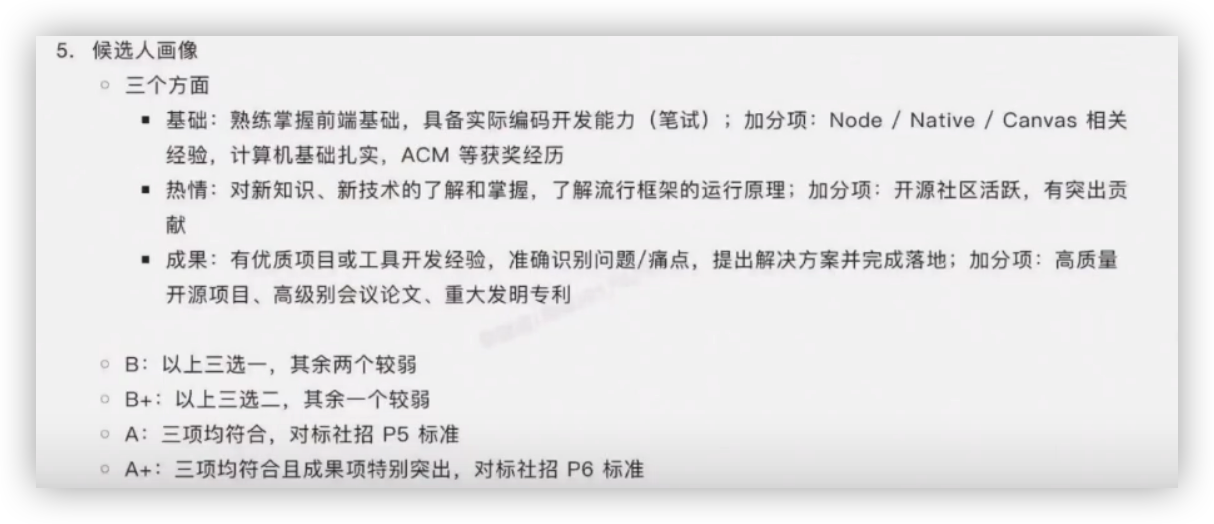 5. 候选人画像
三个方面
基础：熟练掌握前端基础，具备实际编码开发能力（笔试）；加分项：Node / Native / Canvas 相关
经验，计算机基础扎实，ACM 等获奖经历
热情：对新知识、新技术的了解和掌握，了解流行框架的运行原理；加分项：开源社区活跃，有突出贡
献
成果：有优质项目或工具开发经验，准确识别问题/痛点，提出解决方案并完成落地；加分项：高质量
开源项目、高级别会议论文、重大发明专利
B：以上三选一，其余两个较弱
B+：以上三选二，其余一个较弱
A：三项均符合，对标社招 P5 标准
A+：三项均符合且成果项特别突出，对标社招 P6 标准